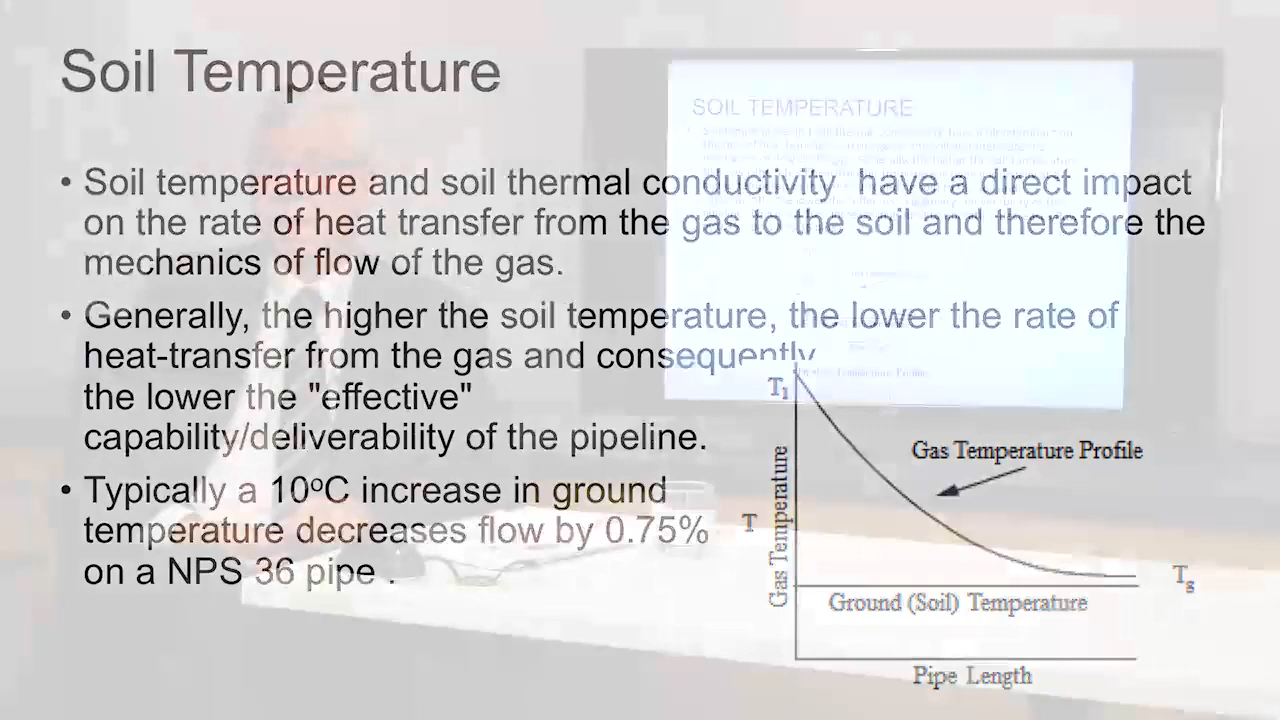 Soil Temperature
SOIL TEMPERATURE
• Soil temperature and soil thermal conductivity have a direct impact
on the rate of heat transfer from the gas to the soil and therefore the
mechanics of flow of the gas.
• Generally, the higher the soil temperature, the lower the rate of
heat-transfer from the gas and consequently
the lower the "effective"
capability/deliverability of the pipeline.
• Typically a 10ºC increase in ground
temperature decreases flow by 0.75%
on a NPS 36 pipe .
T1
Gas Temperature Profile
T
Gas Temperature
Tg
Ground (Soil) Temperature
Pipe Length